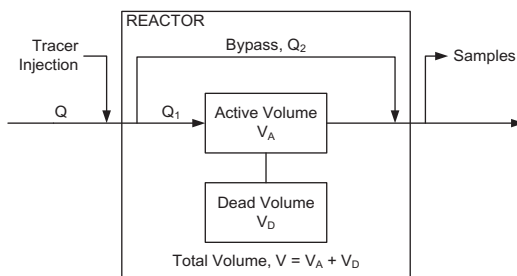 REACTOR
Tracer
Injection
Bypass, Q₂
Samples
Q
Q₁
Active Volume
V_A
Dead Volume
V_D
Total Volume, V = V_A + V_D